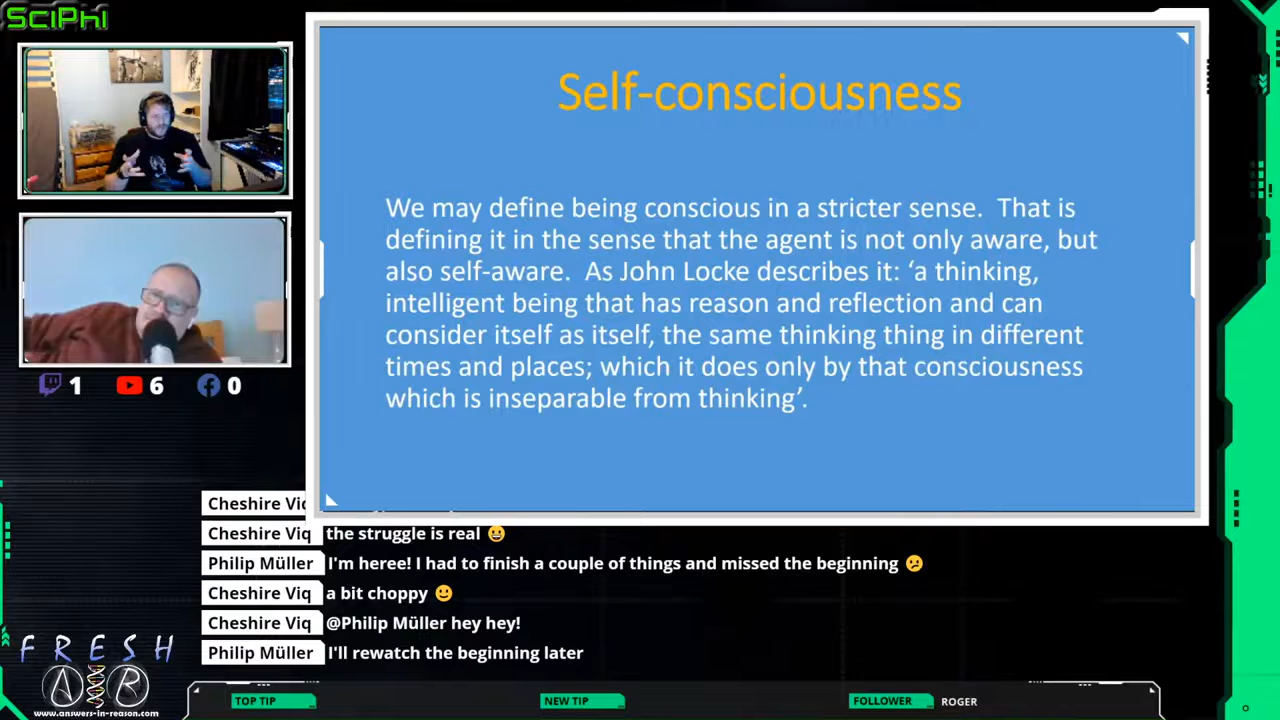 SciPhi
Self-consciousness
We may define being conscious in a stricter sense.  That is
defining it in the sense that the agent is not only aware, but
also self-aware.  As John Locke describes it: ‘a thinking,
intelligent being that has reason and reflection and can
consider itself as itself, the same thinking thing in different
times and places; which it does only by that consciousness
which is inseparable from thinking’.
1 6 0
Cheshire Viq
Cheshire Viq the struggle is real 😀
Philip Müller I'm heree! I had to finish a couple of things and missed the beginning 😕
Cheshire Viq a bit choppy 😀
Cheshire Viq @Philip Müller hey hey!
Philip Müller I'll rewatch the beginning later
FRESH
A R
www.answers-in-reason.com
TOP TIP NEW TIP FOLLOWER ROGER